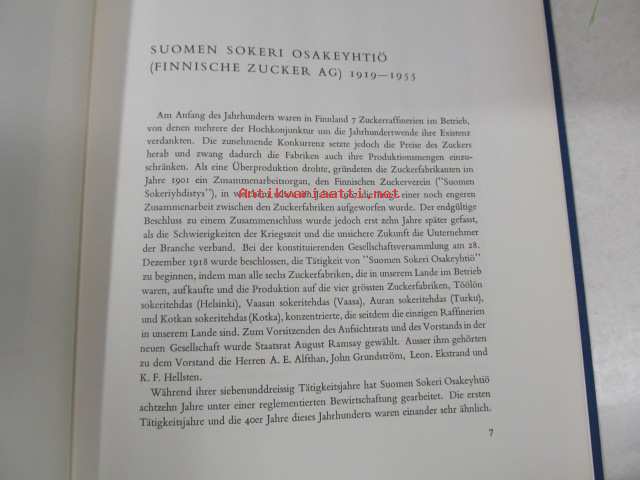 SUOMEN SOKERI OSAKEYHTIÖ
(FINNISCHE ZUCKER AG) 1919—1955
Am Anfang des Jahrhunderts waren in Finnland 7 Zuckerraffinerien im Betrieb,
von denen mehrere der Hochkonjunktur um die Jahrhundertwende ihre Existenz
verdankten. Die zunehmende Konkurrenz setzte jedoch die Preise des Zuckers
herab und zwang dadurch die Fabriken auch ihre Produktionsmengen einzu-
schränken. Als eine Überproduktion drohte, gründeten die Zuckerfabrikanten im
Jahre 1901 ein Zusammenarbeitsorgan, den Finnischen Zuckerverein ("Suomen
Sokeriyhdistys"), in die Frage einer noch engeren
Antikvariaatti.net
Zusammenarbeit zwischen den Zuckerfabriken aufgeworfen wurde. Der endgültige
Beschluss zu einem Zusammenschluss wurde jedoch erst zehn Jahre später gefasst,
als die Schwierigkeiten der Kriegszeit und die unsichere Zukunft die Unternehmer
der Branche verband. Bei der konstituierenden Gesellschaftsversammlung am 28.
Dezember 1918 wurde beschlossen, die Tätigkeit von "Suomen Sokeri Osakeyhtiö"
zu beginnen, indem man alle sechs Zuckerfabriken, die in unserem Lande im Betrieb
waren, aufkaufte und die Produktion auf die vier grössten Zuckerfabriken, Töölön
sokeritehdas (Helsinki), Vaasan sokeritehdas (Vaasa), Auran sokeritehdas (Turku),
und Kotkan sokeritehdas (Kotka), konzentrierte, die seitdem die einzigen Raffinerien
in unserem Lande sind. Zum Vorsitzenden des Aufsichtsrats und des Vorstands in der
neuen Gesellschaft wurde Staatsrat August Ramsay gewählt. Ausser ihm gehörten
zu dem Vorstand die Herren A. E. Alfthan, John Grundström, Leon. Ekstrand und
K. F. Hellsten.
Während ihrer siebenunddreissig Tätigkeitsjahre hat Suomen Sokeri Osakeyhtiö
achtzehn Jahre unter einer reglementierten Bewirtschaftung gearbeitet. Die ersten
Tätigkeitsjahre und die 40er Jahre dieses Jahrhunderts waren einander sehr ähnlich.
7